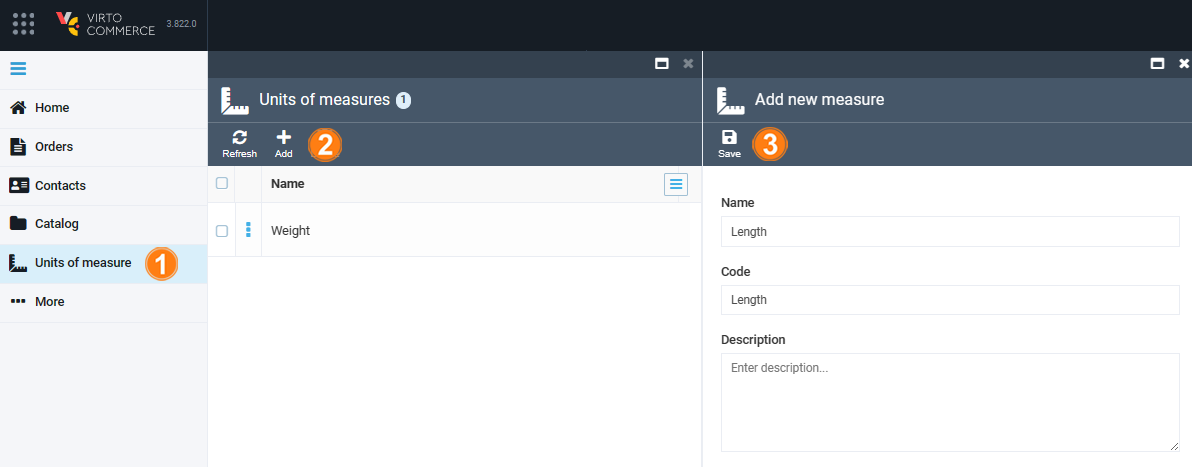 VIRTO
COMMERCE
3.822.0
Home
Orders
Contacts
Catalog
Units of measure
1
More
Units of measures 1
Refresh
Add
2
Name
Weight
Add new measure
Save
3
Name
Length
Code
Length
Description
Enter description...